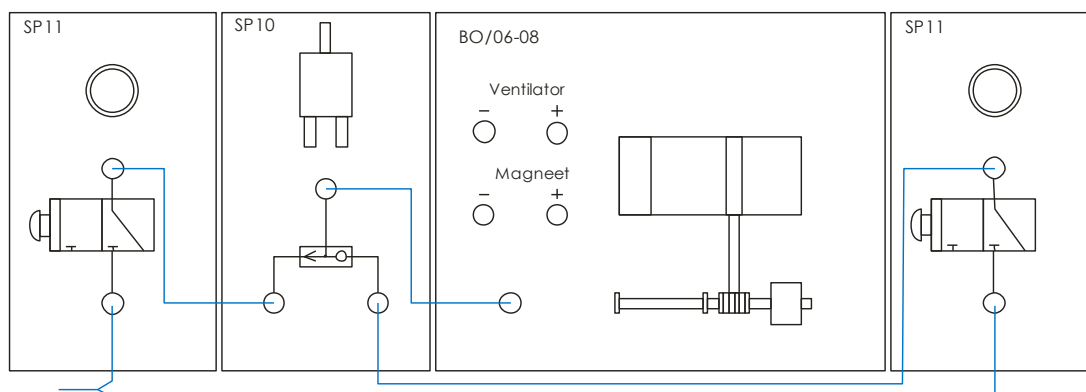 SP11
SP10
BO/06-08
SP11
Ventilator
- +
Magneet
- +